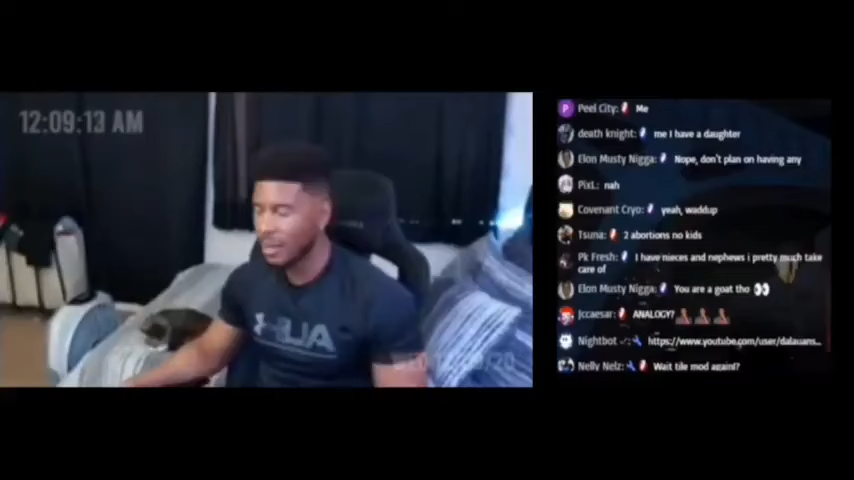 12:09:13 AM
HUA
P Peel City: Me
death knight: me I have a daughter
Elon Musty Nigga: Nope, don't plan on having any
PixL: nah
Covenant Cryo: yeah, waddup
Tsuna: 2 abortions no kids
Pk Fresh: I have nieces and nephews i pretty much take
care of
Elon Musty Nigga: You are a goat tho 👀
Jccaesar: ANALOGY?
Nightbot https://www.youtube.com/user/dalauans...
Nelly Nelz: Wait tile mod again!?